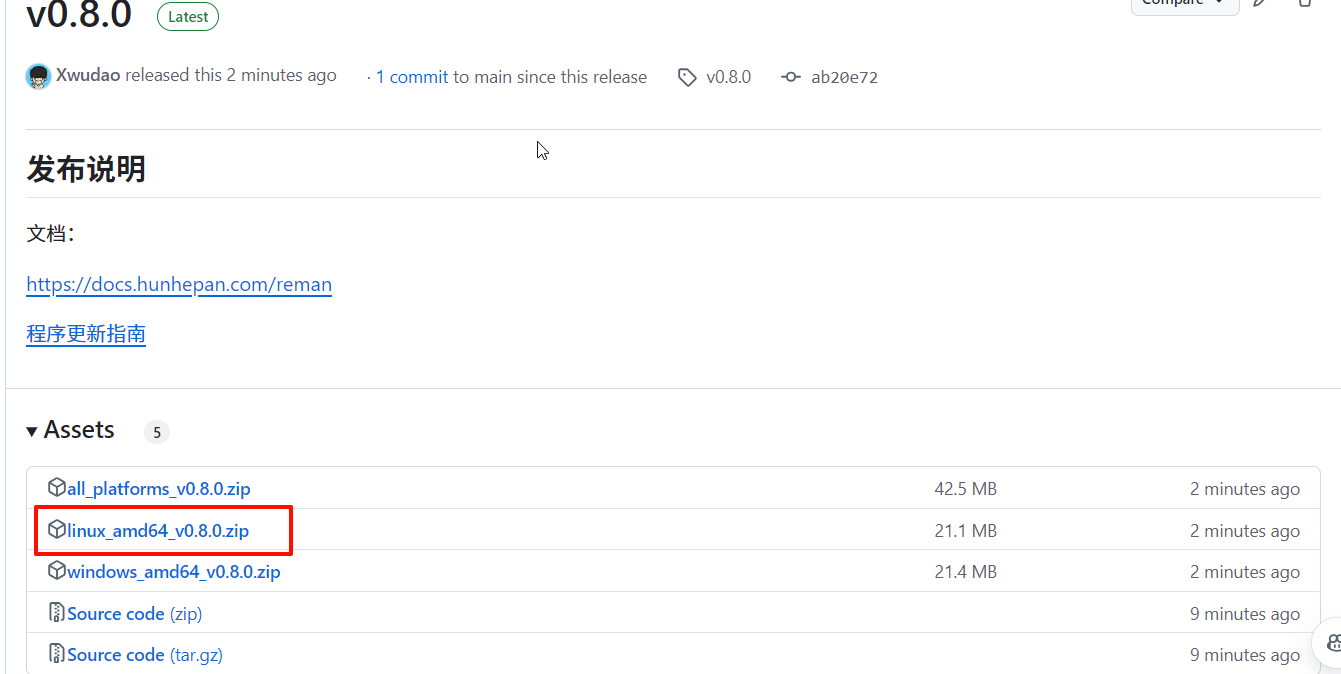 v0.8.0 Latest Compare
Xwudao released this 2 minutes ago · 1 commit to main since this release v0.8.0 ab20e72
发布说明
文档：
https://docs.hunhepan.com/reman
程序更新指南
Assets 5
all_platforms_v0.8.0.zip 42.5 MB 2 minutes ago
linux_amd64_v0.8.0.zip 21.1 MB 2 minutes ago
windows_amd64_v0.8.0.zip 21.4 MB 2 minutes ago
Source code (zip) 9 minutes ago
Source code (tar.gz) 9 minutes ago